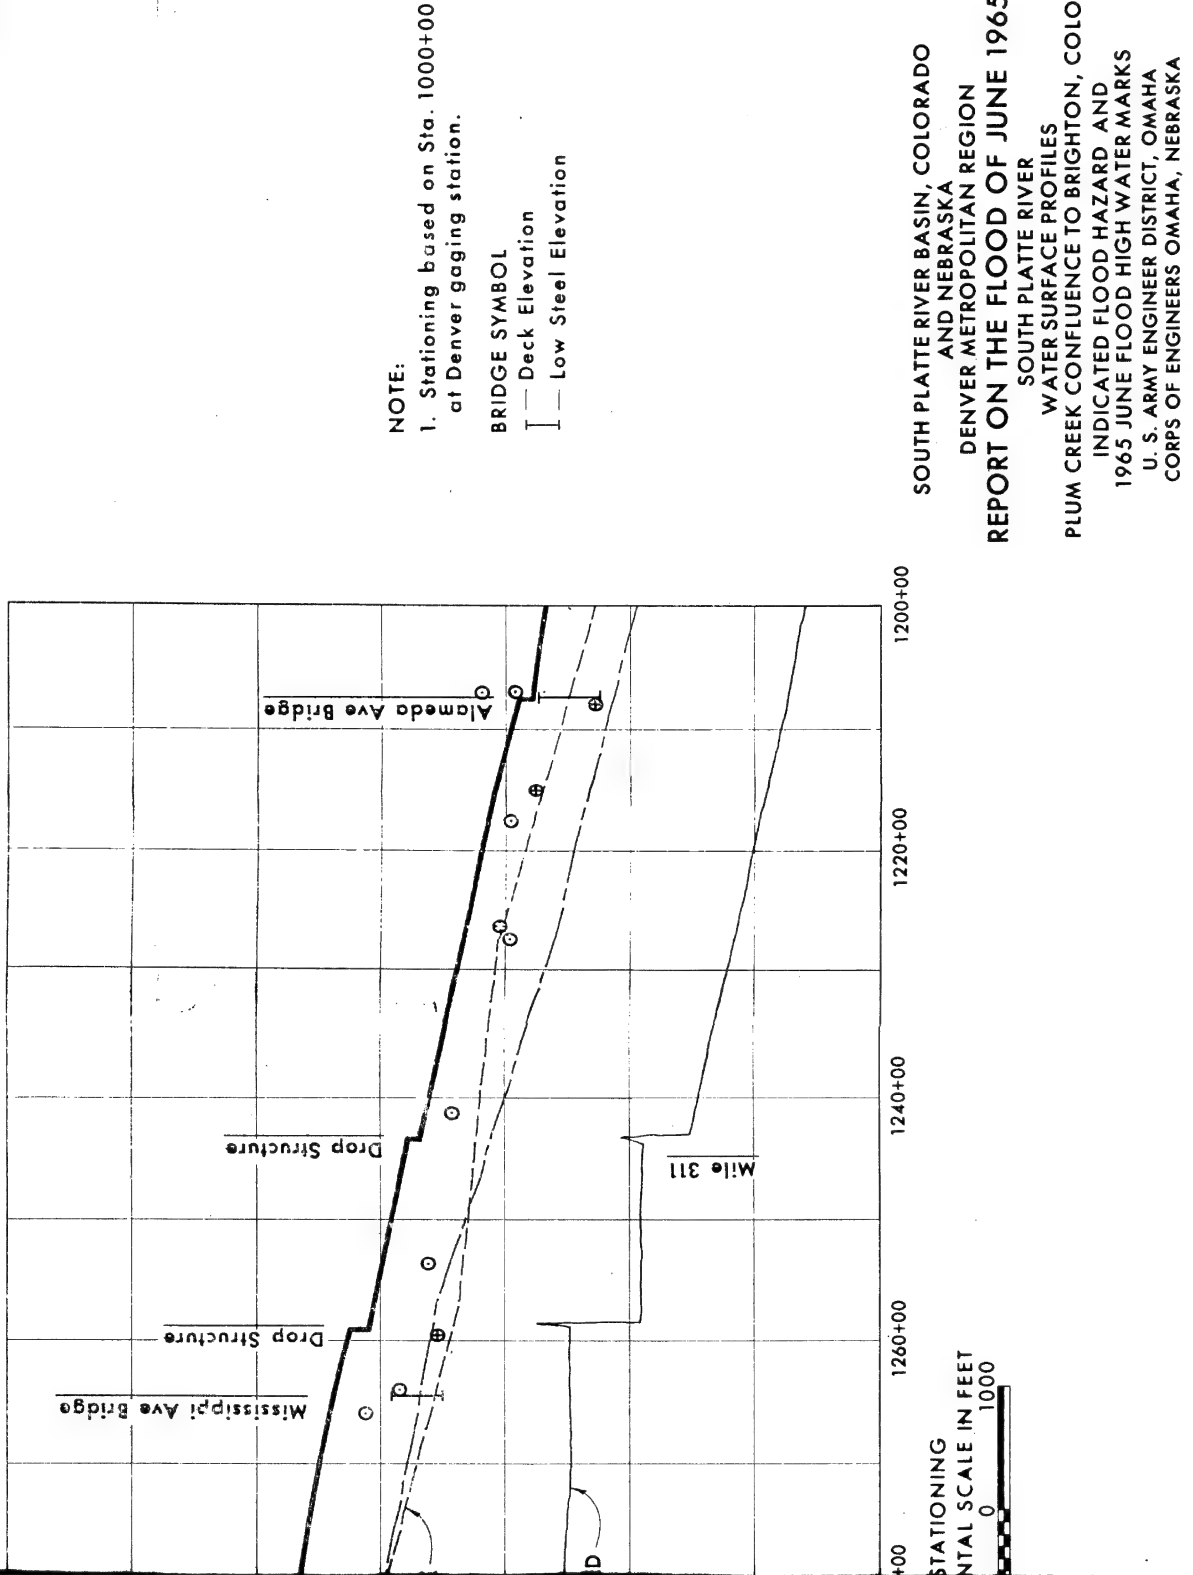 NOTE:
1. Stationing based on Sta. 1000+00
at Denver gaging station.
BRIDGE SYMBOL
Deck Elevation
Low Steel Elevation
Mississippi Ave Bridge
Drop Structure
Drop Structure
Alameda Ave Bridge
Mile 311
D
+00
1260+00
1240+00
1220+00
1200+00
STATIONING
NTAL SCALE IN FEET
0 1000
SOUTH PLATTE RIVER BASIN, COLORADO
AND NEBRASKA
DENVER METROPOLITAN REGION
REPORT ON THE FLOOD OF JUNE 1965
SOUTH PLATTE RIVER
WATER SURFACE PROFILES
PLUM CREEK CONFLUENCE TO BRIGHTON, COLO
INDICATED FLOOD HAZARD AND
1965 JUNE FLOOD HIGH WATER MARKS
U. S. ARMY ENGINEER DISTRICT, OMAHA
CORPS OF ENGINEERS OMAHA, NEBRASKA